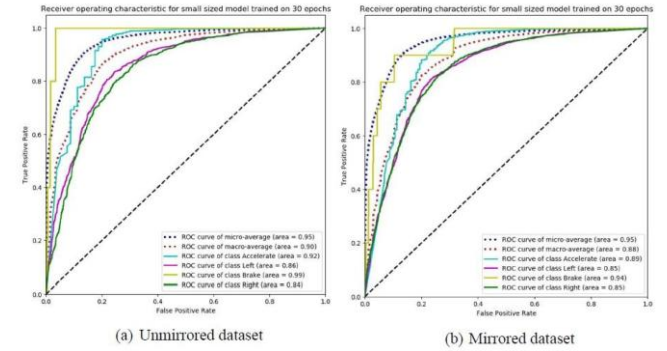 Receiver operating characteristic for small sized model trained on 30 epochs
1.0
0.8
0.6
0.4
0.2
0.0
True Positive Rate
0.0 0.2 0.4 0.6 0.8 1.0
False Positive Rate
ROC curve of micro-average (area = 0.95)
ROC curve of macro-average (area = 0.90)
ROC curve of class Accelerate (area = 0.92)
ROC curve of class Left (area = 0.86)
ROC curve of class Brake (area = 0.99)
ROC curve of class Right (area = 0.84)
(a) Unmirrored dataset
Receiver operating characteristic for small sized model trained on 30 epochs
1.0
0.8
0.6
0.4
0.2
0.0
True Positive Rate
0.0 0.2 0.4 0.6 0.8 1.0
False Positive Rate
ROC curve of micro-average (area = 0.95)
ROC curve of macro-average (area = 0.88)
ROC curve of class Accelerate (area = 0.89)
ROC curve of class Left (area = 0.85)
ROC curve of class Brake (area = 0.94)
ROC curve of class Right (area = 0.85)
(b) Mirrored dataset